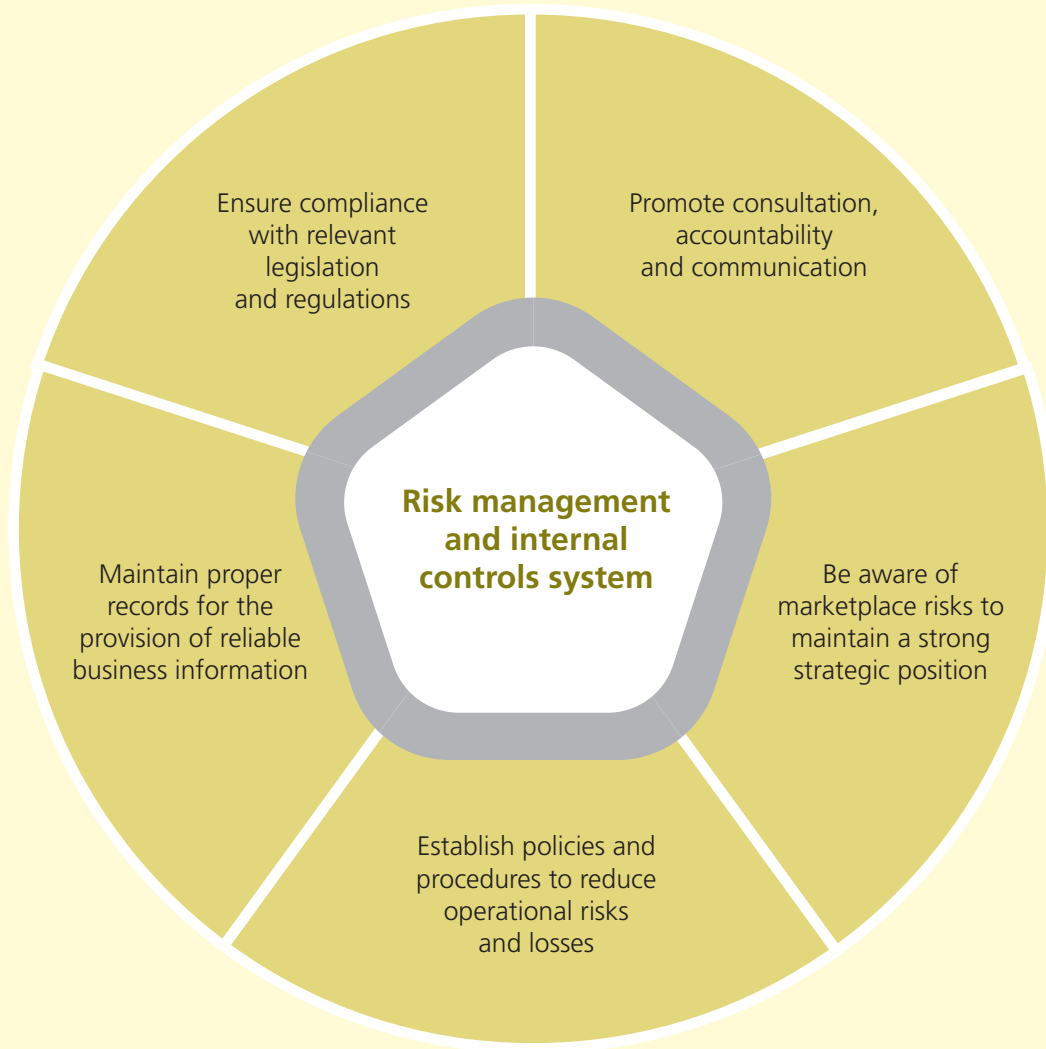 Ensure compliance
with relevant
legislation
and regulations
Promote consultation,
accountability
and communication
Risk management
and internal
controls system
Maintain proper
records for the
provision of reliable
business information
Be aware of
marketplace risks to
maintain a strong
strategic position
Establish policies and
procedures to reduce
operational risks
and losses